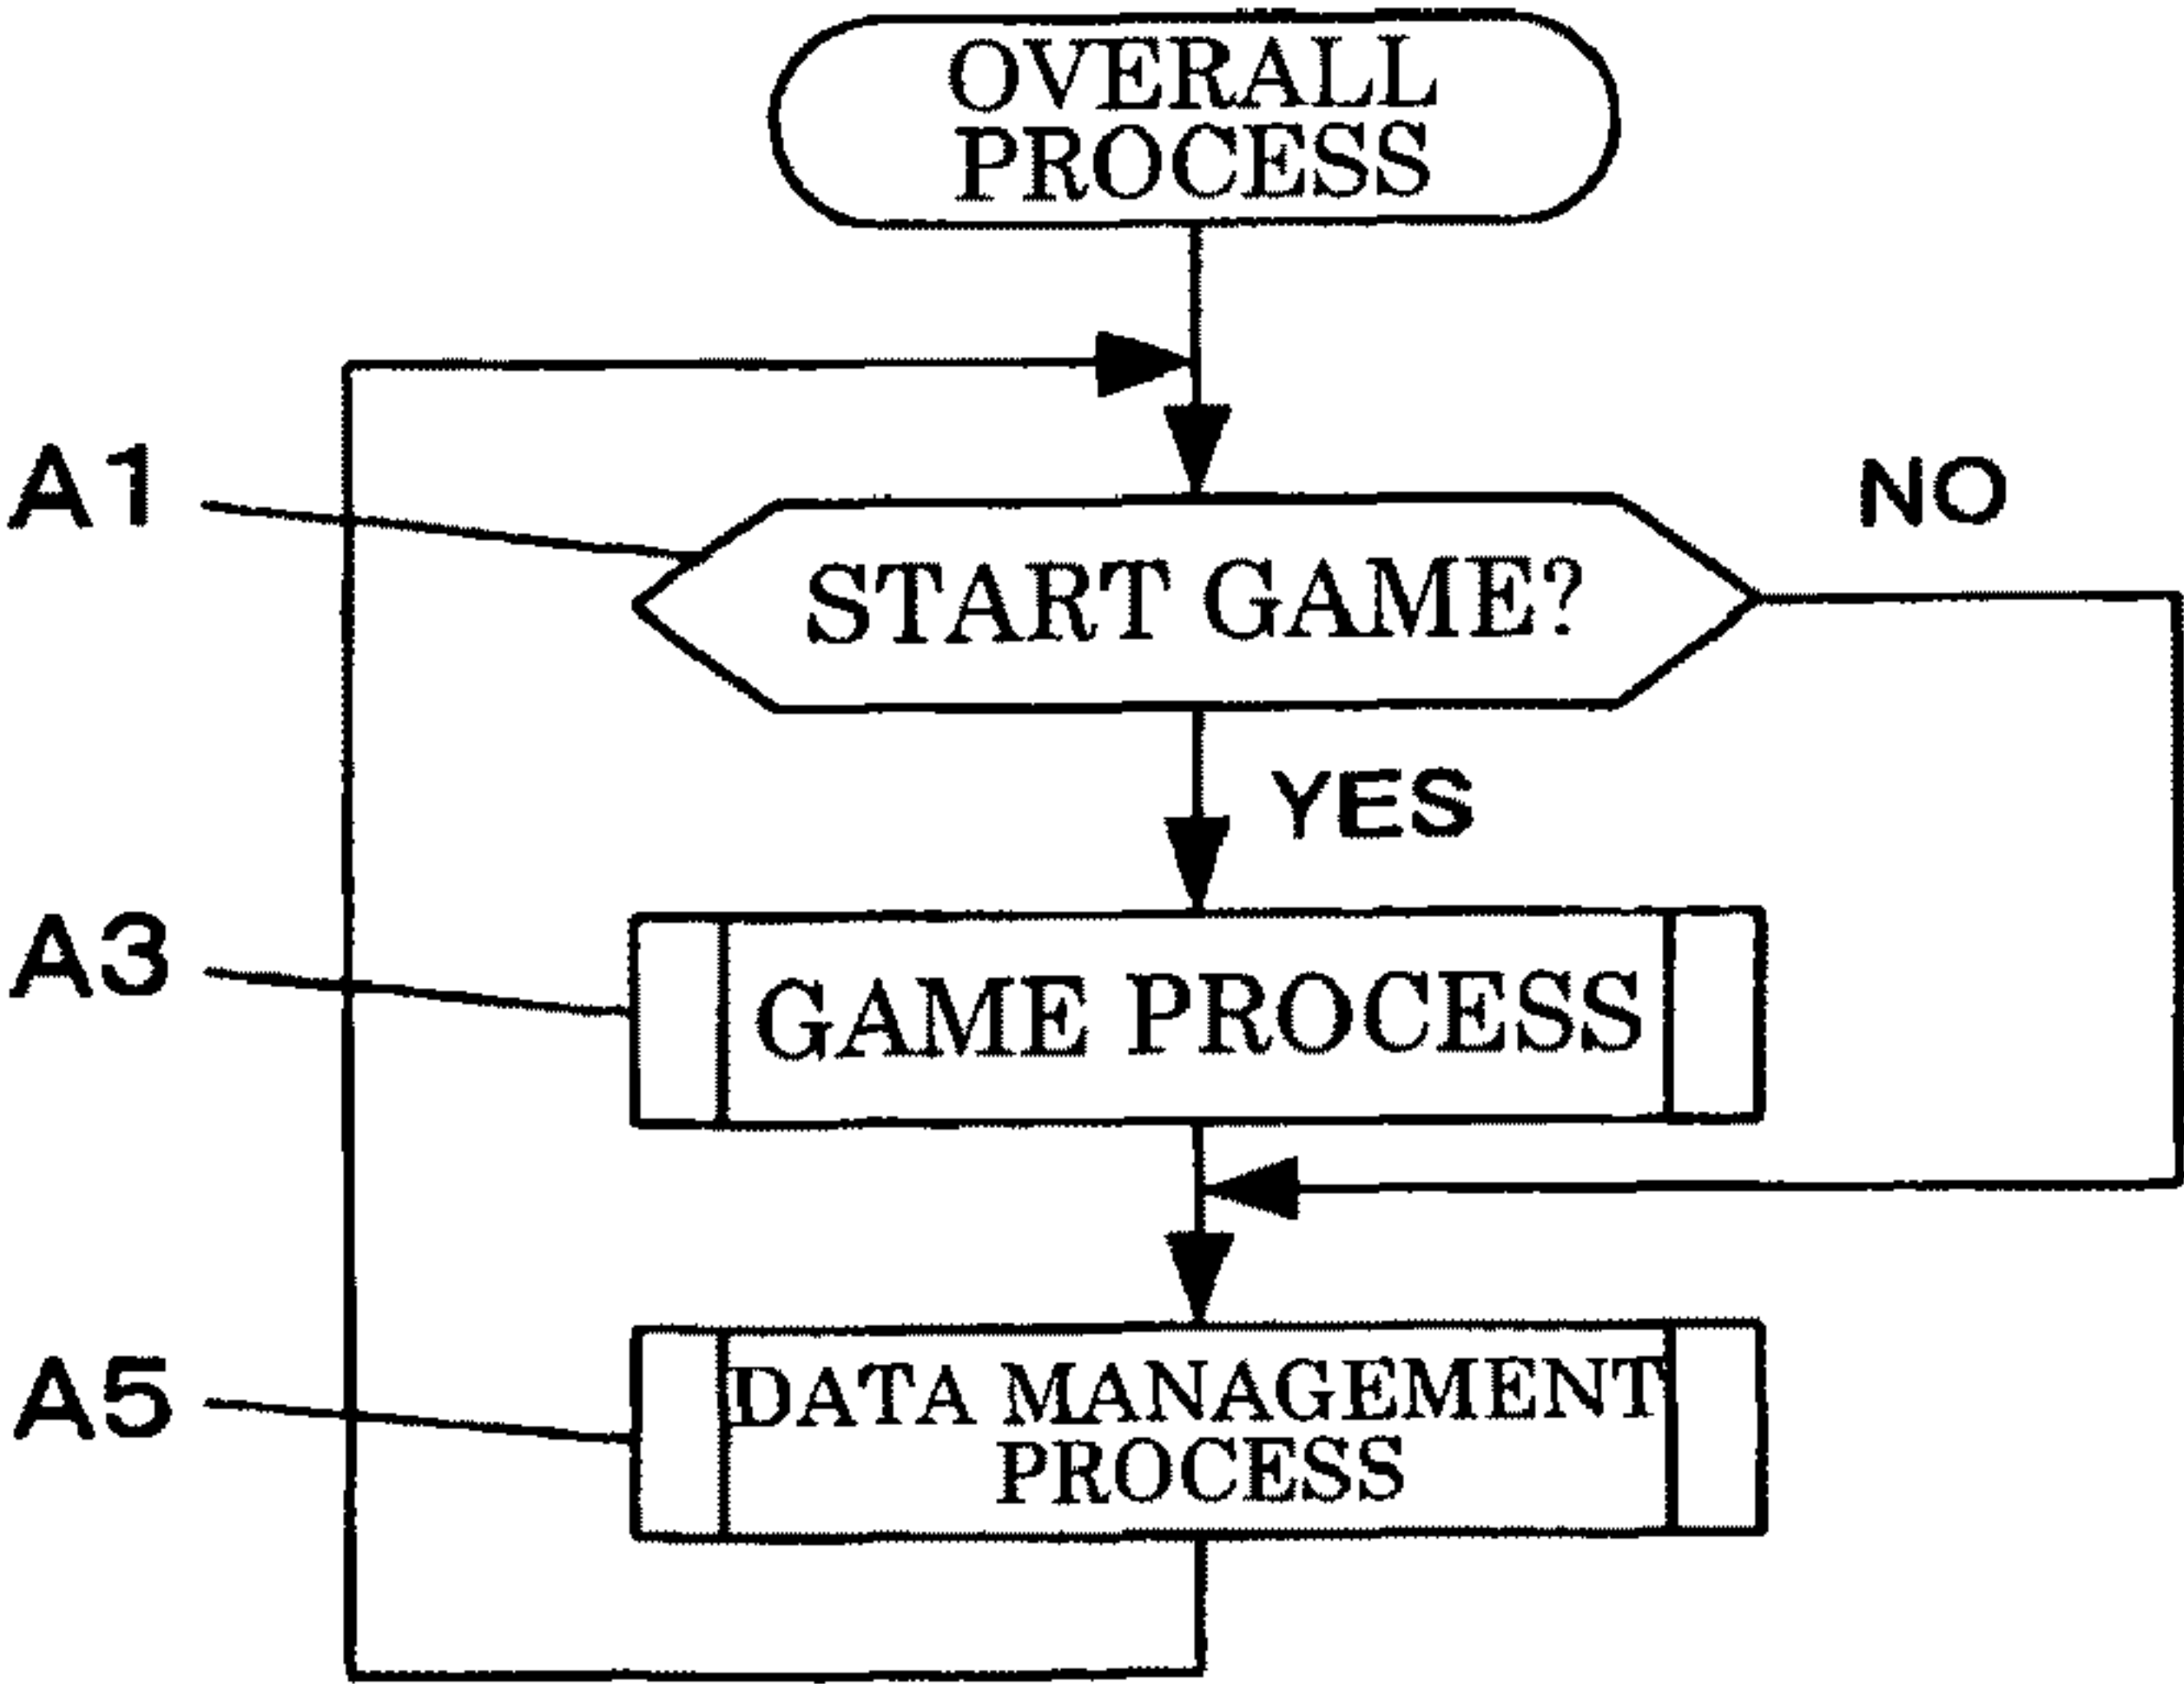 OVERALL
PROCESS
A1
NO
START GAME?
YES
A3
GAME PROCESS
A5
DATA MANAGEMENT
PROCESS